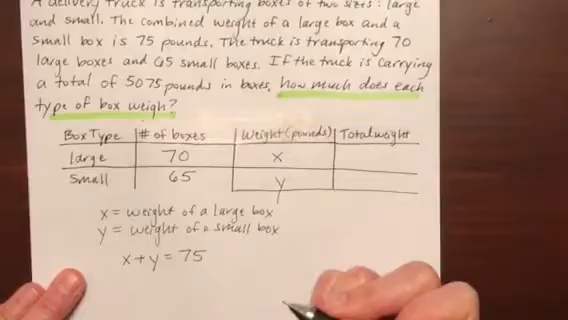 A delivery truck is transporting boxes of two sizes: large
and small. The combined weight of a large box and a
small box is 75 pounds. The truck is transporting 70
large boxes and 65 small boxes. If the truck is carrying
a total of 5075 pounds in boxes, how much does each
type of box weigh?
Box Type # of boxes Weight (pounds) Total weight
large 70 x
small 65 y
x = weight of a large box
y = weight of a small box
x+y = 75